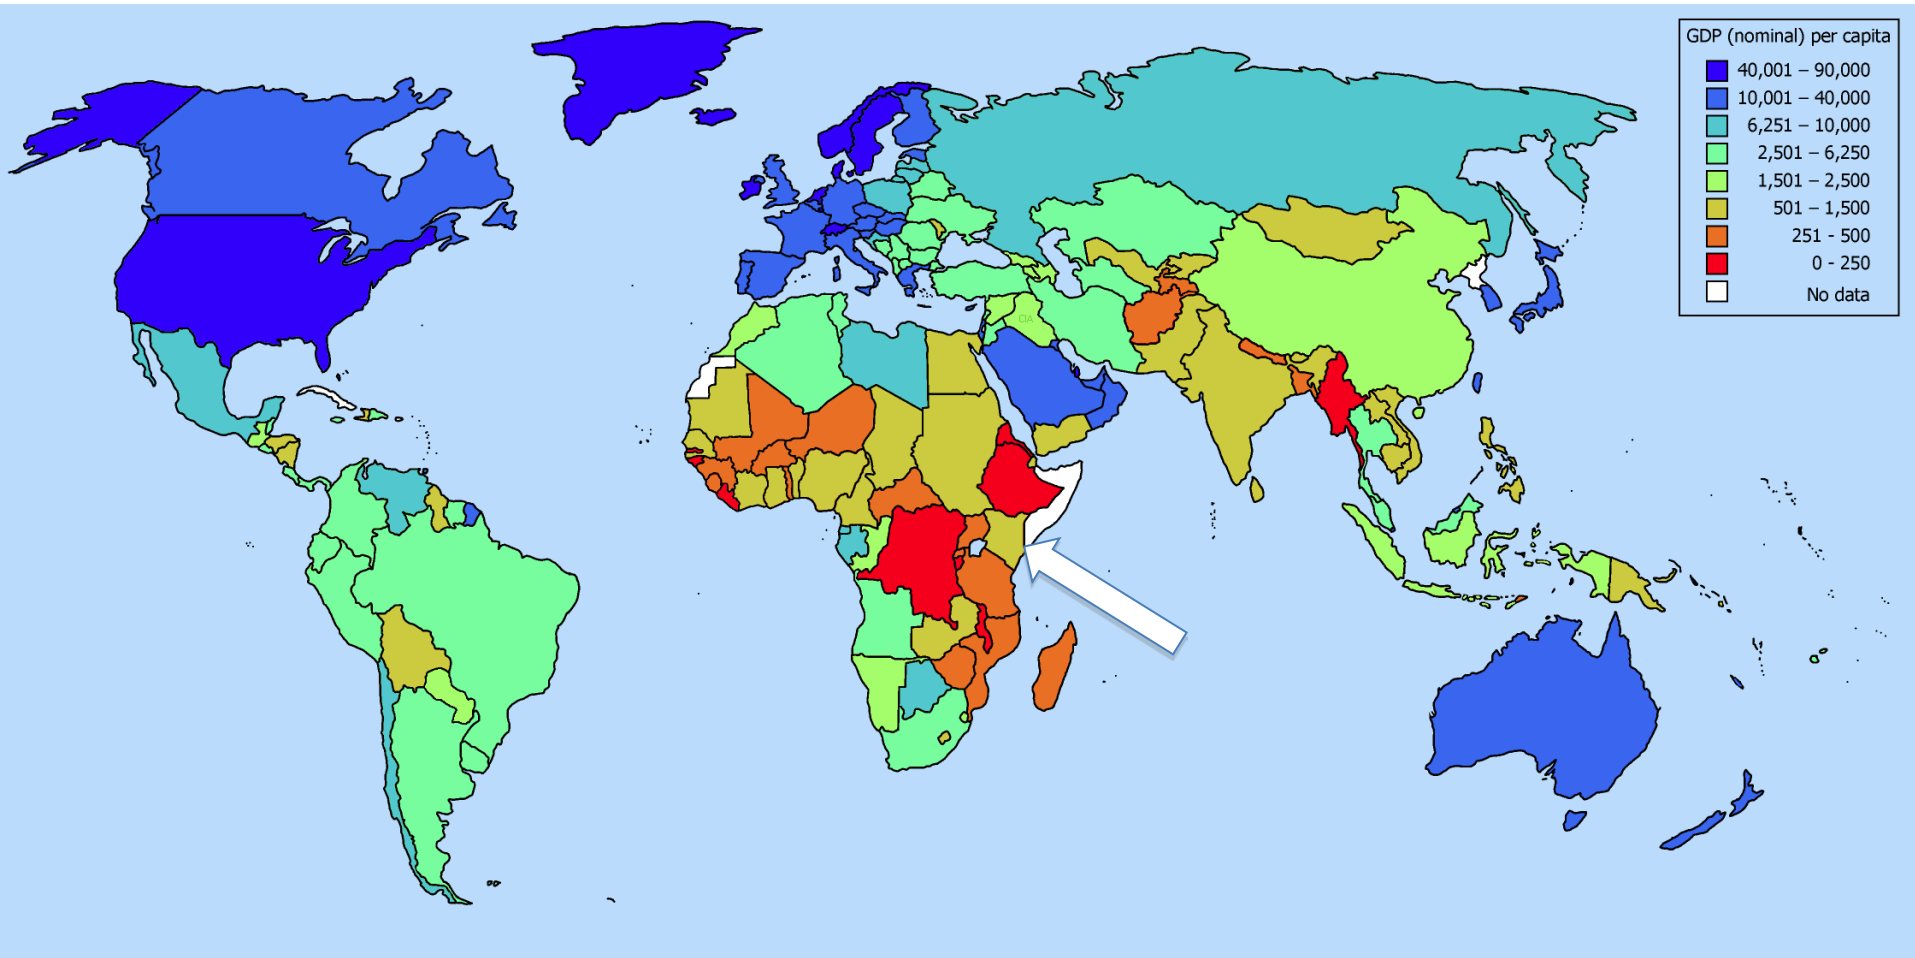 GDP (nominal) per capita
40,001 – 90,000
10,001 – 40,000
6,251 – 10,000
2,501 – 6,250
1,501 – 2,500
501 – 1,500
251 - 500
0 - 250
No data
CIA